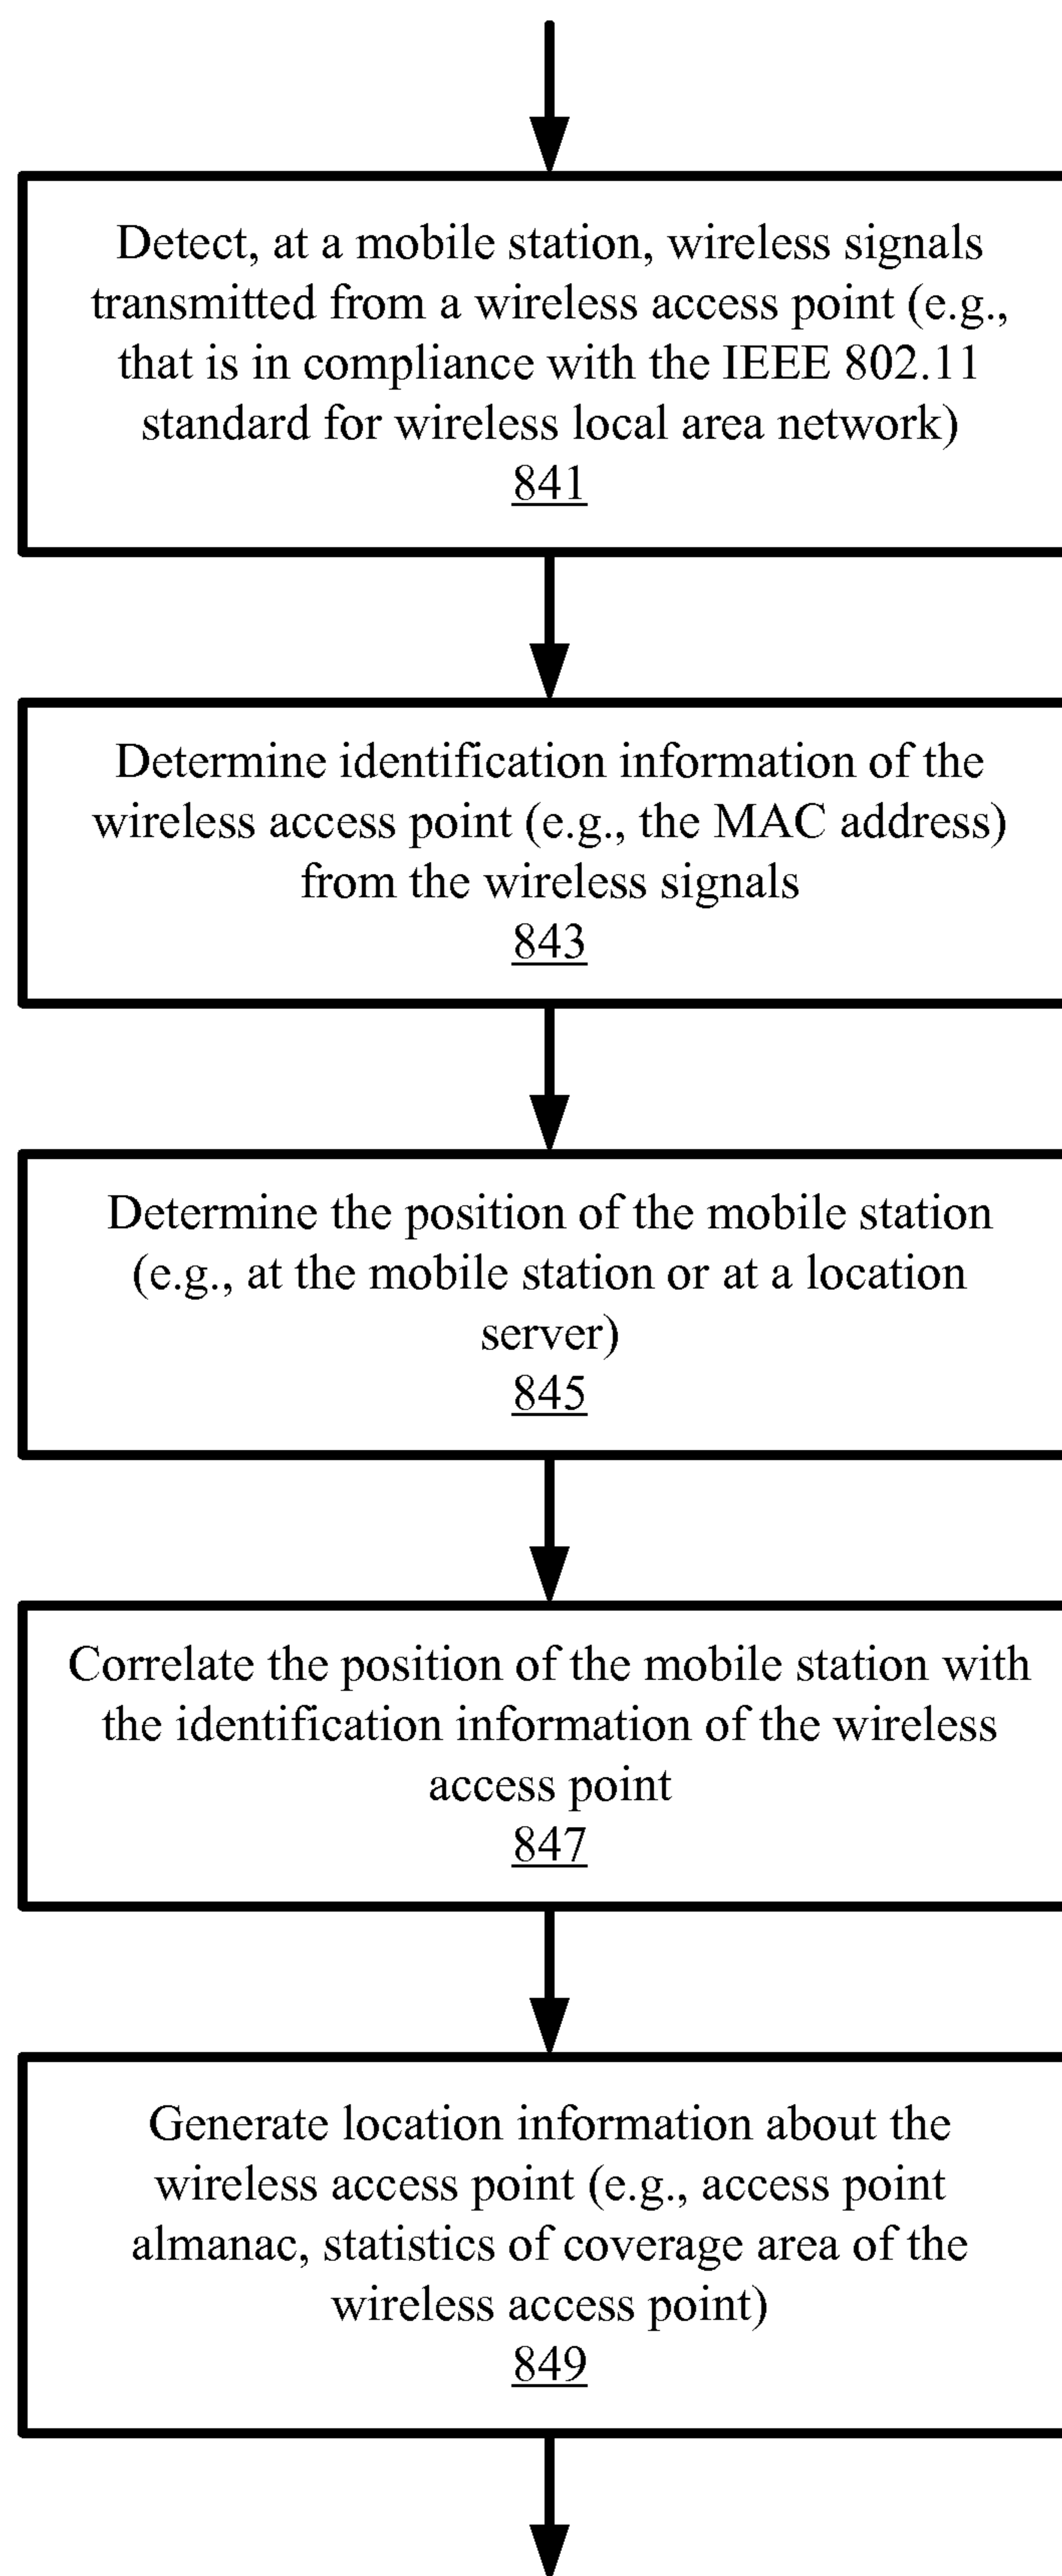 Detect, at a mobile station, wireless signals
transmitted from a wireless access point (e.g.,
that is in compliance with the IEEE 802.11
standard for wireless local area network)
841
Determine identification information of the
wireless access point (e.g., the MAC address)
from the wireless signals
843
Determine the position of the mobile station
(e.g., at the mobile station or at a location
server)
845
Correlate the position of the mobile station with
the identification information of the wireless
access point
847
Generate location information about the
wireless access point (e.g., access point
almanac, statistics of coverage area of the
wireless access point)
849